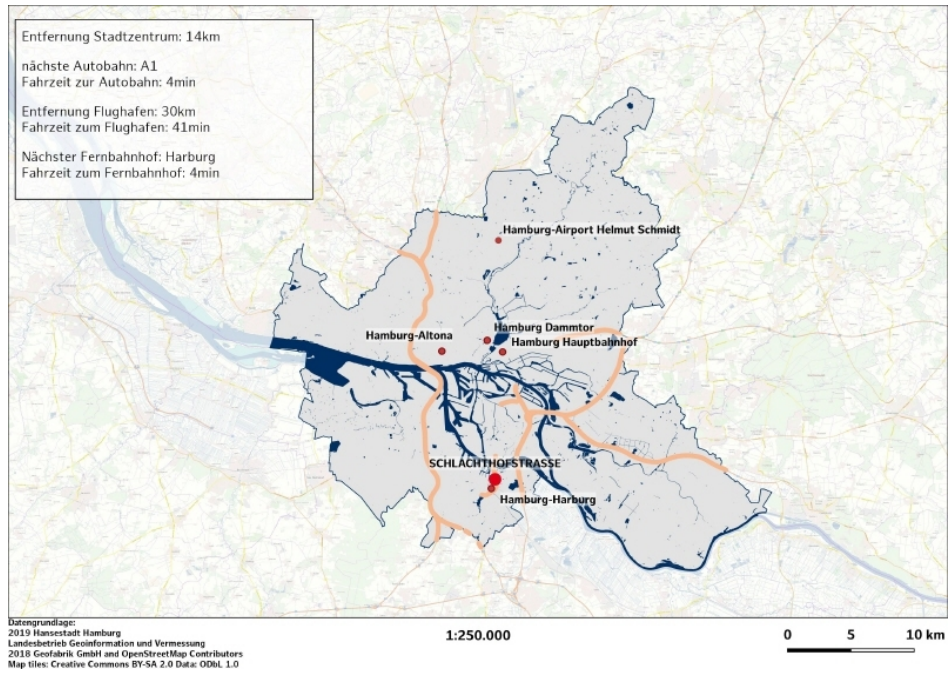 Entfernung Stadtzentrum: 14km
nächste Autobahn: A1
Fahrzeit zur Autobahn: 4min
Entfernung Flughafen: 30km
Fahrzeit zum Flughafen: 41min
Nächster Fernbahnhof: Harburg
Fahrzeit zum Fernbahnhof: 4min
Hamburg-Airport Helmut Schmidt
Hamburg-Altona
Hamburg Dammtor
Hamburg Hauptbahnhof
SCHLACHTHOFSTRASSE
Hamburg-Harburg
Datengrundlage:
2019 Hansestadt Hamburg
Landesbetrieb Geoinformation und Vermessung
2018 Geofabrik GmbH and OpenStreetMap Contributors
Map tiles: Creative Commons BY-SA 2.0 Data: ODbL 1.0
1:250.000
0 5 10 km